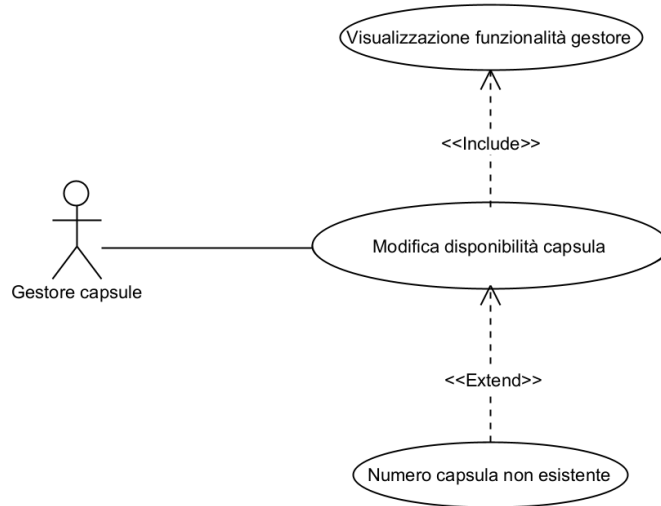 Visualizzazione funzionalità gestore
<<Include>>
Modifica disponibilità capsula
Gestore capsule
<<Extend>>
Numero capsula non esistente